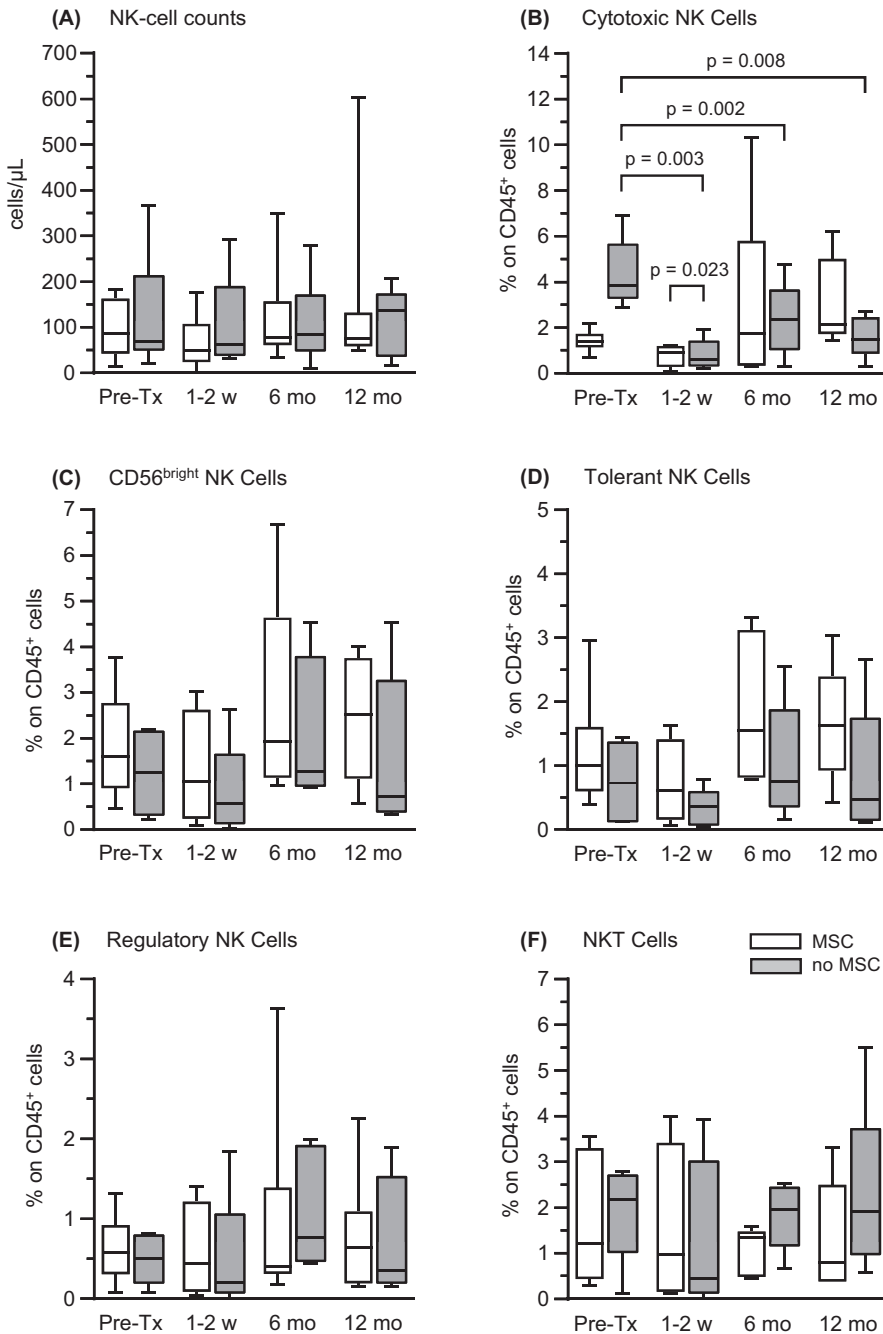 (A) NK-cell counts
700
600
500
400
300
200
100
0
cells/µL
Pre-Tx 1-2 w 6 mo 12 mo
(B) Cytotoxic NK Cells
14
12
10
8
6
4
2
0
% on CD45⁺ cells
p = 0.008
p = 0.002
p = 0.003
p = 0.023
Pre-Tx 1-2 w 6 mo 12 mo
(C) CD56ᵇʳⁱᵍʰᵗ NK Cells
7
6
5
4
3
2
1
0
% on CD45⁺ cells
Pre-Tx 1-2 w 6 mo 12 mo
(D) Tolerant NK Cells
5
4
3
2
1
0
% on CD45⁺ cells
Pre-Tx 1-2 w 6 mo 12 mo
(E) Regulatory NK Cells
4
3
2
1
0
% on CD45⁺ cells
Pre-Tx 1-2 w 6 mo 12 mo
(F) NKT Cells
MSC
no MSC
7
6
5
4
3
2
1
0
% on CD45⁺ cells
Pre-Tx 1-2 w 6 mo 12 mo